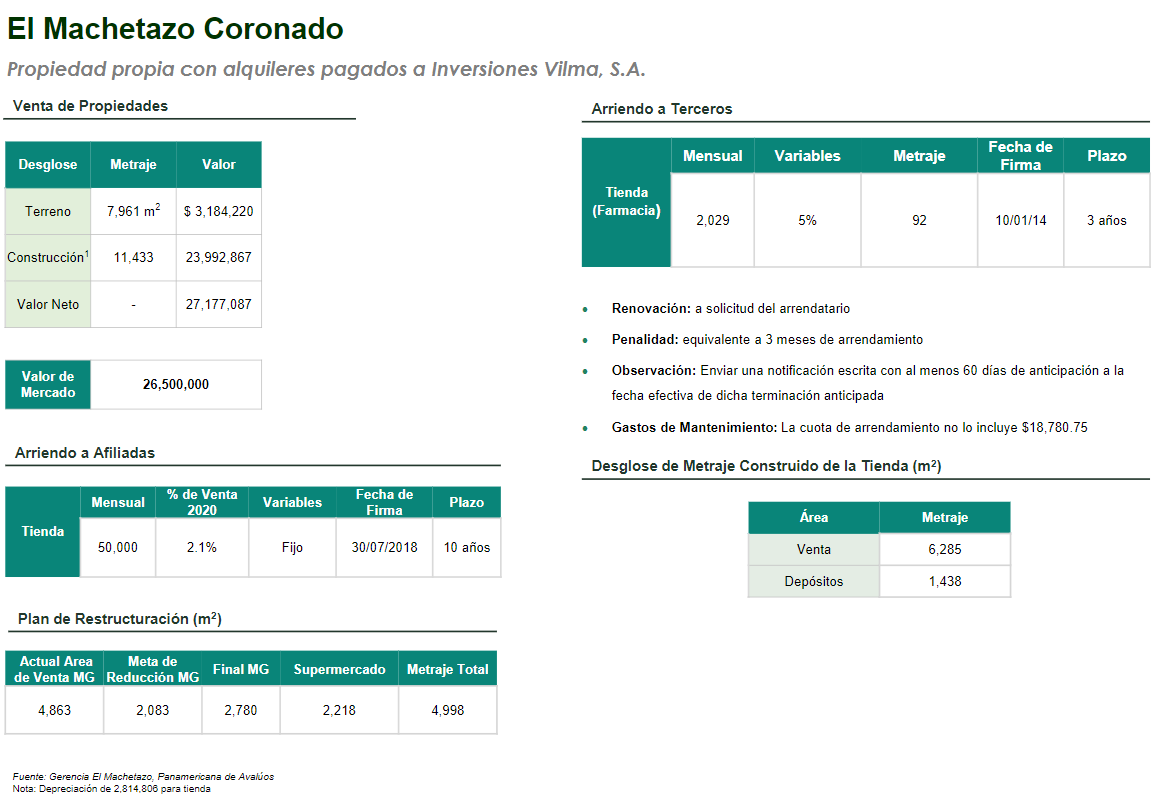 El Machetazo Coronado
Propiedad propia con alquileres pagados a Inversiones Vilma, S.A.
Venta de Propiedades
Desglose Metraje Valor
Terreno 7,961 m² $ 3,184,220
Construcción¹ 11,433 23,992,867
Valor Neto - 27,177,087
Valor de
Mercado
26,500,000
Arriendo a Afiliadas
Tienda
Mensual % de Venta 2020 Variables Fecha de Firma Plazo
50,000 2.1% Fijo 30/07/2018 10 años
Plan de Restructuración (m²)
Actual Area de Venta MG Meta de Reducción MG Final MG Supermercado Metraje Total
4,863 2,083 2,780 2,218 4,998
Arriendo a Terceros
Tienda
(Farmacia)
Mensual Variables Metraje Fecha de Firma Plazo
2,029 5% 92 10/01/14 3 años
• Renovación: a solicitud del arrendatario
• Penalidad: equivalente a 3 meses de arrendamiento
• Observación: Enviar una notificación escrita con al menos 60 días de anticipación a la
fecha efectiva de dicha terminación anticipada
• Gastos de Mantenimiento: La cuota de arrendamiento no lo incluye $18,780.75
Desglose de Metraje Construido de la Tienda (m²)
Área Metraje
Venta 6,285
Depósitos 1,438
Fuente: Gerencia El Machetazo, Panamericana de Avalúos
Nota: Depreciación de 2,814,806 para tienda